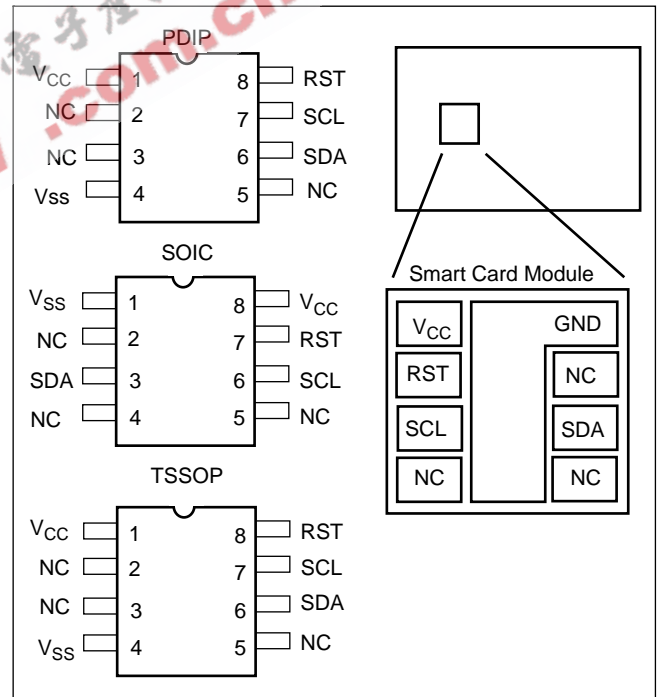 PDIP
VCC 1 8 RST
NC 2 7 SCL
NC 3 6 SDA
Vss 4 5 NC
SOIC
VSS 1 8 VCC
NC 2 7 RST
SDA 3 6 SCL
NC 4 5 NC
TSSOP
VCC 1 8 RST
NC 2 7 SCL
NC 3 6 SDA
VSS 4 5 NC
Smart Card Module
VCC GND
RST NC
SCL SDA
NC NC
.com.c